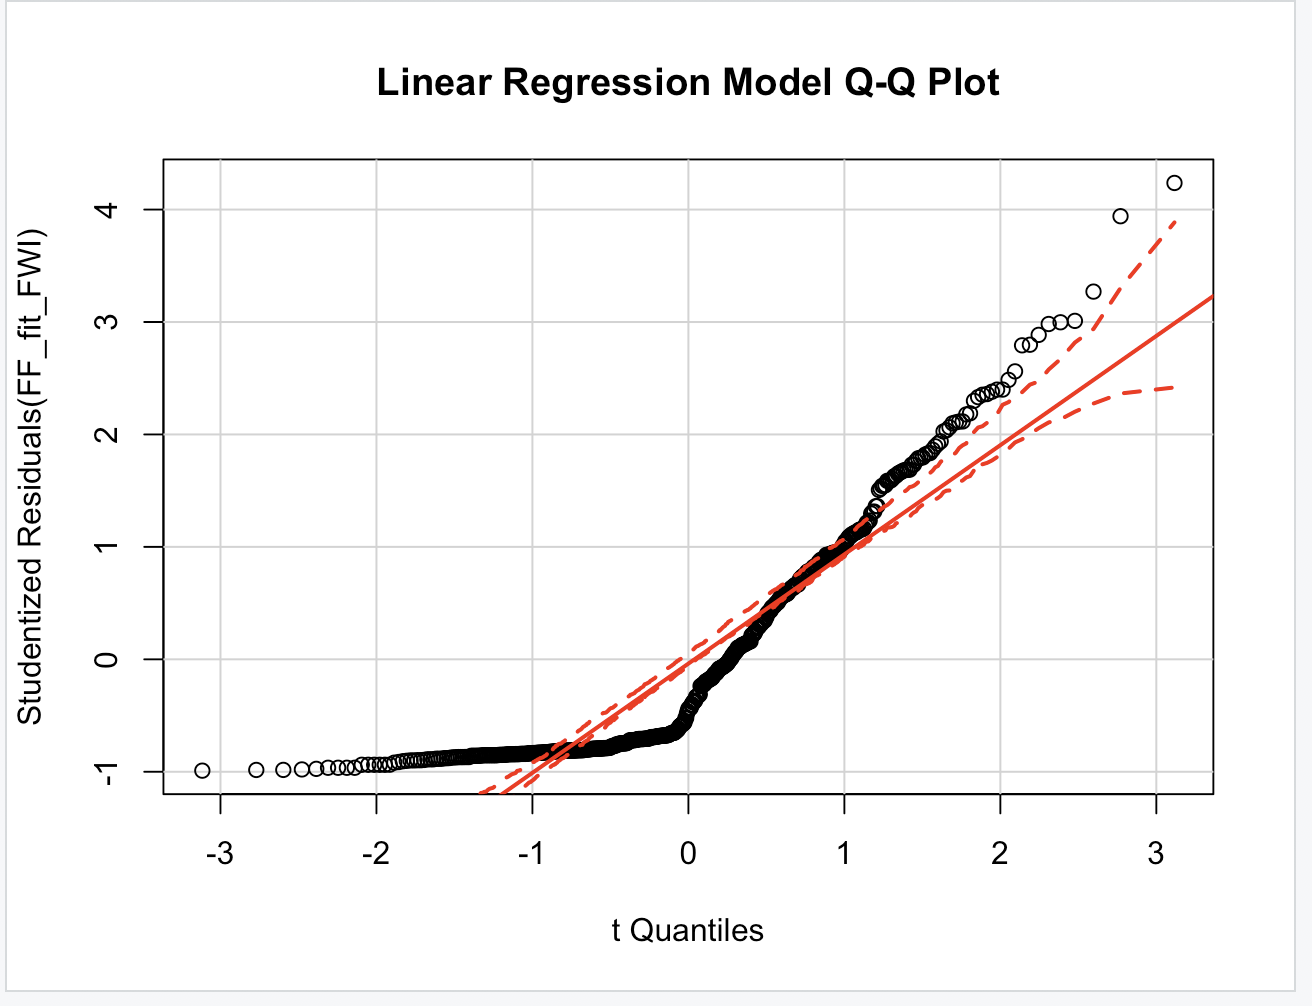 Linear Regression Model Q-Q Plot
Studentized Residuals(FF_fit_FWI)
4
3
2
1
0
-1
-3 -2 -1 0 1 2 3
t Quantiles